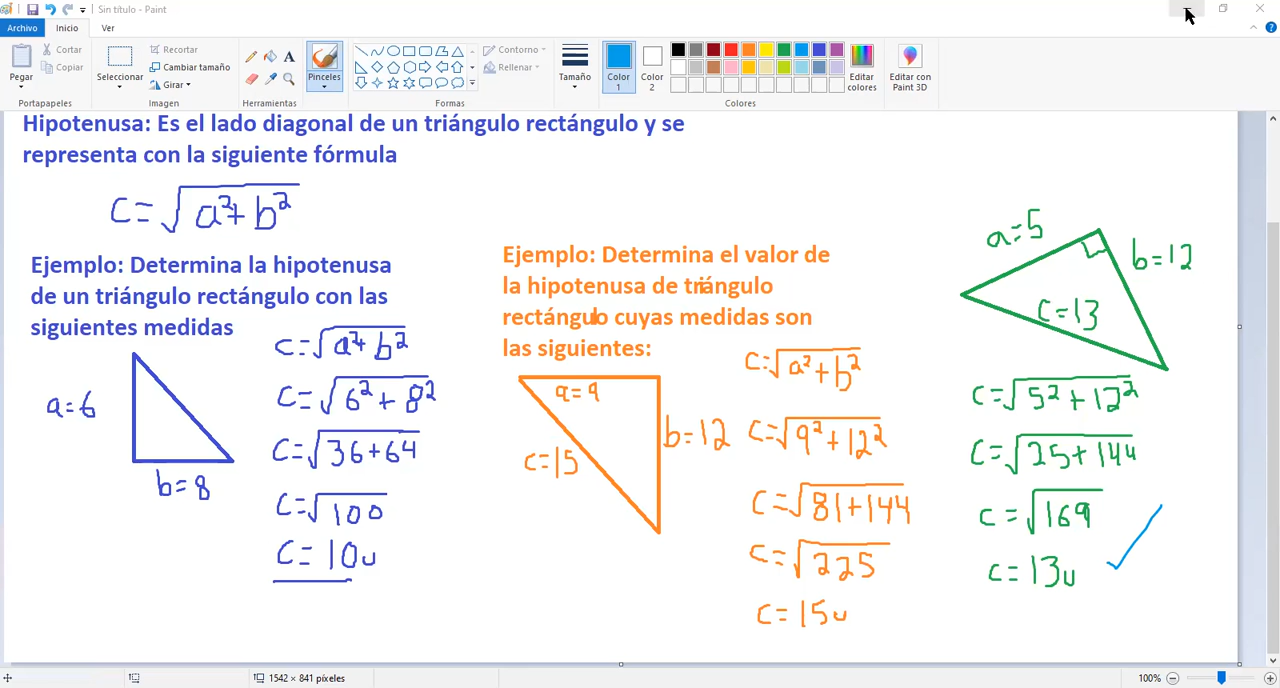 Sin título - Paint
Archivo Inicio Ver
Pegar
Cortar
Copiar
Portapapeles
Seleccionar
Recortar
Cambiar tamaño
Girar
Imagen
A
Herramientas
Pinceles
Contorno
Rellenar
Formas
Tamaño
Color 1
Color 2
Editar colores
Editar con Paint 3D
Colores
Hipotenusa: Es el lado diagonal de un triángulo rectángulo y se
representa con la siguiente fórmula
c=√a²+b²
Ejemplo: Determina la hipotenusa
de un triángulo rectángulo con las
siguientes medidas
a=6
b=8
c=√a²+b²
c=√6²+8²
c=√36+64
c=√100
c=10u
Ejemplo: Determina el valor de
la hipotenusa de triángulo
rectángulo cuyas medidas son
las siguientes:
a=9
b=12
c=15
c=√a²+b²
c=√9²+12²
c=√81+144
c=√225
c=15u
a=5
b=12
c=13
c=√5²+12²
c=√25+144
c=√169
c=13u
1542 × 841 píxeles
100%